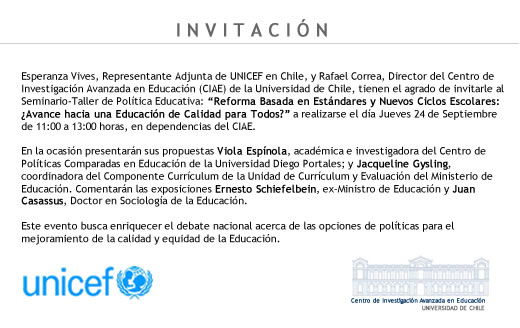 INVITACIÓN
Esperanza Vives, Representante Adjunta de UNICEF en Chile, y Rafael Correa, Director del Centro de
Investigación Avanzada en Educación (CIAE) de la Universidad de Chile, tienen el agrado de invitarle al
Seminario-Taller de Política Educativa: “Reforma Basada en Estándares y Nuevos Ciclos Escolares:
¿Avance hacia una Educación de Calidad para Todos?” a realizarse el día Jueves 24 de Septiembre
de 11:00 a 13:00 horas, en dependencias del CIAE.
En la ocasión presentarán sus propuestas Viola Espínola, académica e investigadora del Centro de
Políticas Comparadas en Educación de la Universidad Diego Portales; y Jacqueline Gysling,
coordinadora del Componente Currículum de la Unidad de Currículum y Evaluación del Ministerio de
Educación. Comentarán las exposiciones Ernesto Schiefelbein, ex-Ministro de Educación y Juan
Casassus, Doctor en Sociología de la Educación.
Este evento busca enriquecer el debate nacional acerca de las opciones de políticas para el
mejoramiento de la calidad y equidad de la Educación.
unicef
Centro de Investigación Avanzada en Educación
UNIVERSIDAD DE CHILE